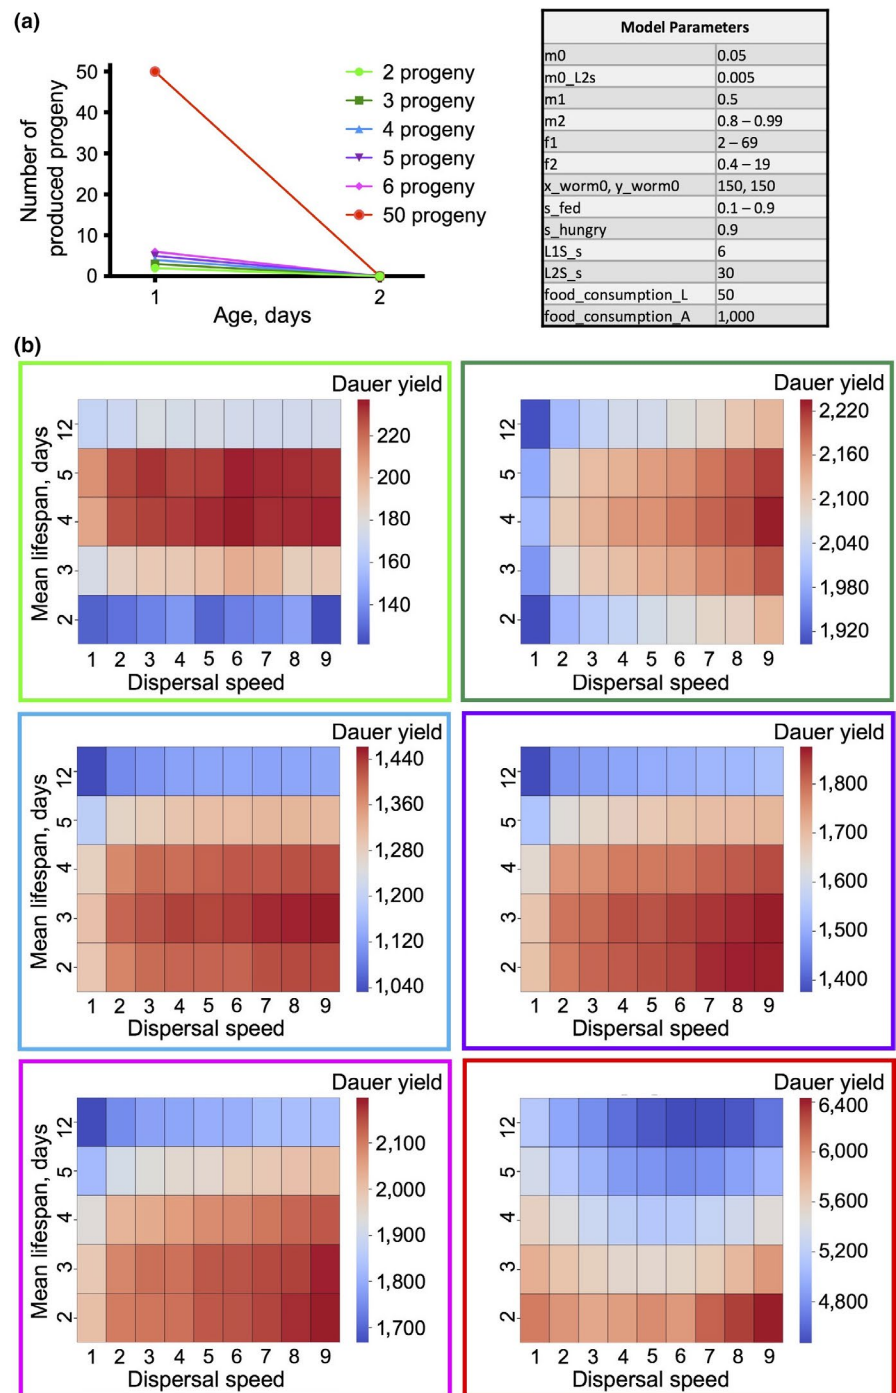 (a)
Number of
produced progeny
50
40
30
20
10
0
1
2
Age, days
2 progeny
3 progeny
4 progeny
5 progeny
6 progeny
50 progeny
Model Parameters
m0 0.05
m0_L2s 0.005
m1 0.5
m2 0.8 – 0.99
f1 2 – 69
f2 0.4 – 19
x_worm0, y_worm0 150, 150
s_fed 0.1 – 0.9
s_hungry 0.9
L1S_s 6
L2S_s 30
food_consumption_L 50
food_consumption_A 1,000
(b)
Dauer yield
Mean lifespan, days
12
5
4
3
2
1 2 3 4 5 6 7 8 9
Dispersal speed
220
200
180
160
140
Dauer yield
12
5
4
3
2
1 2 3 4 5 6 7 8 9
Dispersal speed
2,220
2,160
2,100
2,040
1,980
1,920
Dauer yield
Mean lifespan, days
12
5
4
3
2
1 2 3 4 5 6 7 8 9
Dispersal speed
1,440
1,360
1,280
1,200
1,120
1,040
Dauer yield
12
5
4
3
2
1 2 3 4 5 6 7 8 9
Dispersal speed
1,800
1,700
1,600
1,500
1,400
Dauer yield
Mean lifespan, days
12
5
4
3
2
1 2 3 4 5 6 7 8 9
Dispersal speed
2,100
2,000
1,900
1,800
1,700
Dauer yield
12
5
4
3
2
1 2 3 4 5 6 7 8 9
Dispersal speed
6,400
6,000
5,600
5,200
4,800